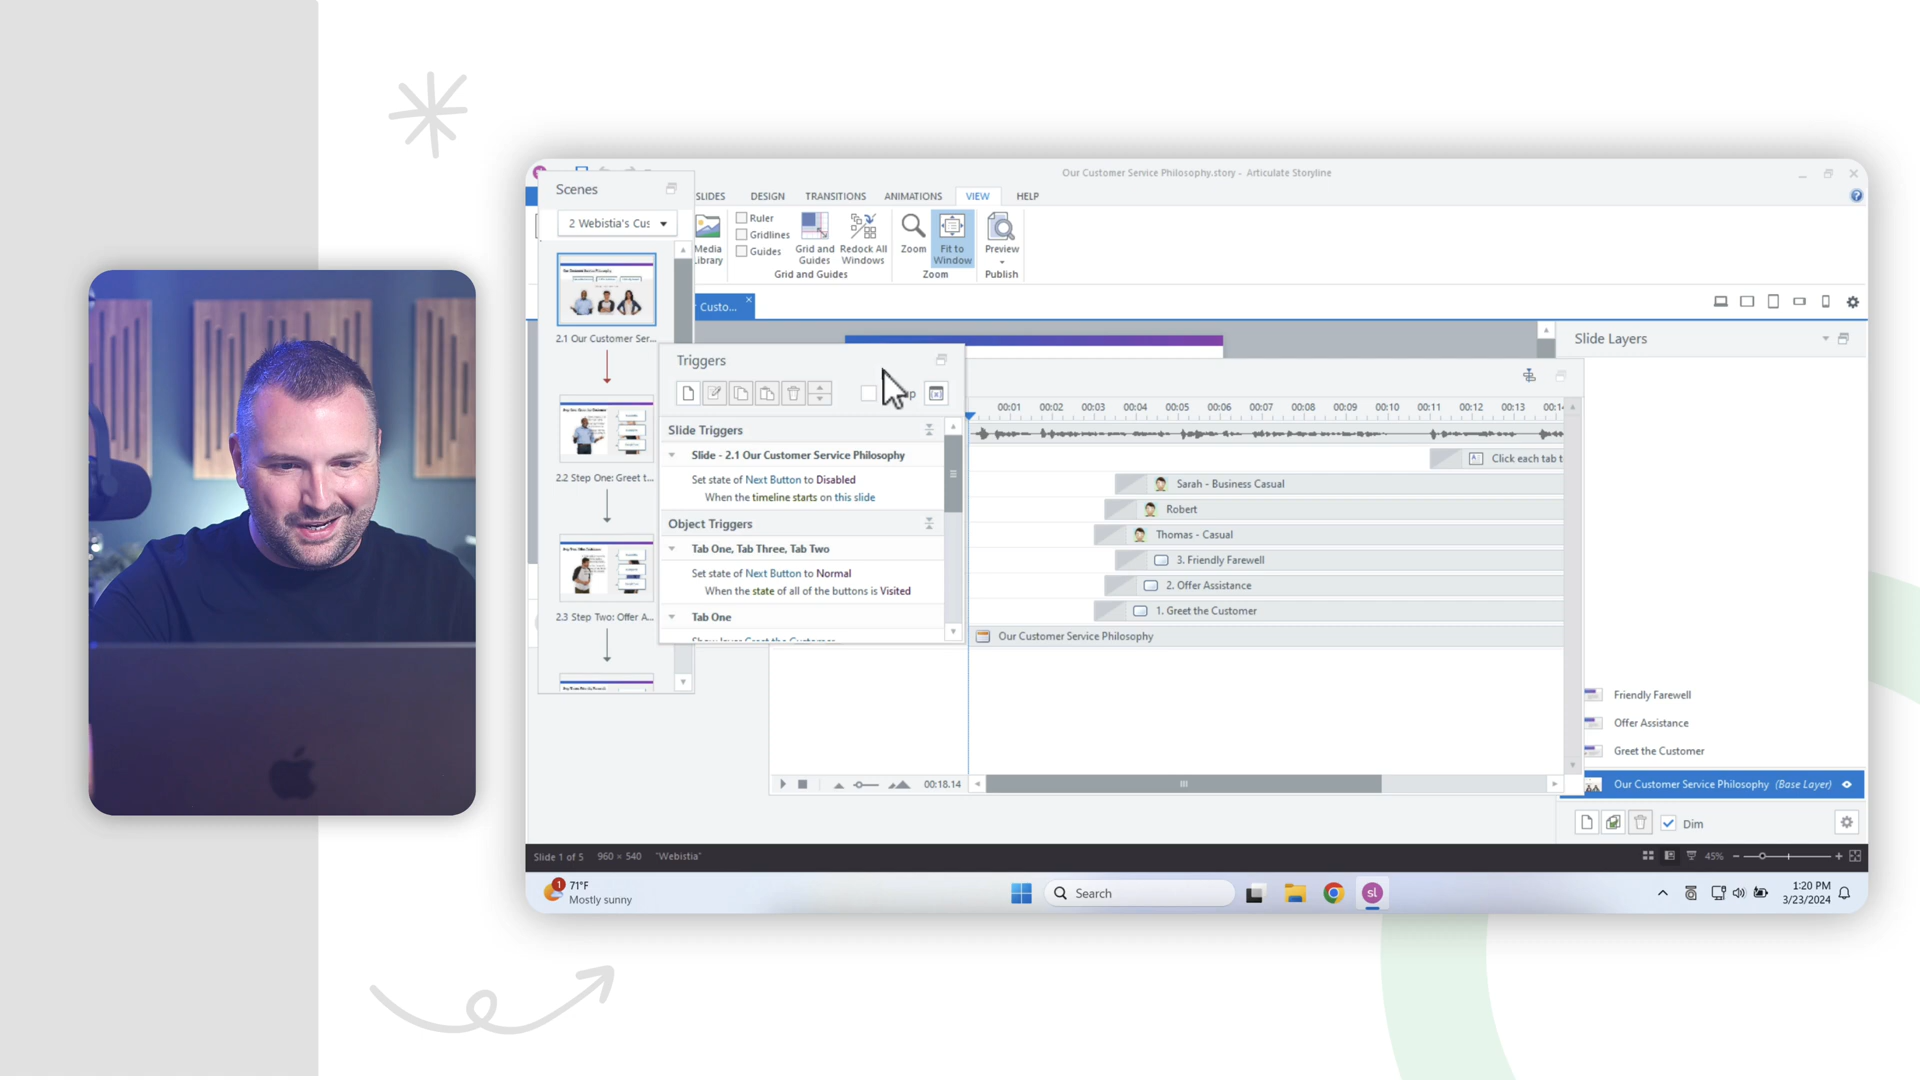 Our Customer Service Philosophy.story - Articulate Storyline
Scenes
2 Webistia's Cus
SLIDES DESIGN TRANSITIONS ANIMATIONS VIEW HELP
Media
Library
Ruler
Gridlines
Guides
Grid and
Guides
Redock All
Windows
Zoom
Fit to
Window
Preview
Grid and Guides
Zoom
Publish
Custo...
2.1 Our Customer Ser...
2.2 Step One: Greet t...
2.3 Step Two: Offer A...
Triggers
Slide Triggers
Slide - 2.1 Our Customer Service Philosophy
Set state of Next Button to Disabled
When the timeline starts on this slide
Object Triggers
Tab One, Tab Three, Tab Two
Set state of Next Button to Normal
When the state of all of the buttons is Visited
Tab One
Show layer Greet the Customer
00:01 00:02 00:03 00:04 00:05 00:06 00:07 00:08 00:09 00:10 00:11 00:12 00:13 00:14
Click each tab t
Sarah - Business Casual
Robert
Thomas - Casual
3. Friendly Farewell
2. Offer Assistance
1. Greet the Customer
Our Customer Service Philosophy
00:18.14
Slide Layers
Friendly Farewell
Offer Assistance
Greet the Customer
Our Customer Service Philosophy (Base Layer)
Dim
Slide 1 of 5 960 × 540 "Webistia"
45%
1
71°F
Mostly sunny
Search
sl
1:20 PM
3/23/2024